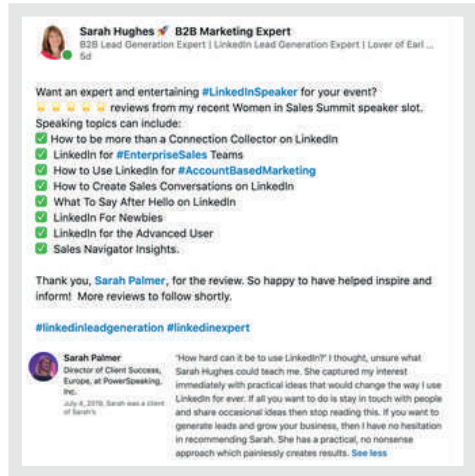 Sarah Hughes 🚀 B2B Marketing Expert
B2B Lead Generation Expert | LinkedIn Lead Generation Expert | Lover of Earl ...
5d
Want an expert and entertaining #LinkedInSpeaker for your event?
⭐⭐⭐⭐⭐ reviews from my recent Women in Sales Summit speaker slot.
Speaking topics can include:
✅ How to be more than a Connection Collector on LinkedIn
✅ LinkedIn for #EnterpriseSales Teams
✅ How to Use LinkedIn for #AccountBasedMarketing
✅ How to Create Sales Conversations on LinkedIn
✅ What To Say After Hello on LinkedIn
✅ LinkedIn For Newbies
✅ LinkedIn for the Advanced User
✅ Sales Navigator Insights.
Thank you, Sarah Palmer, for the review. So happy to have helped inspire and
inform! More reviews to follow shortly.
#linkedinleadgeneration #linkedinexpert
Sarah Palmer
Director of Client Success,
Europe, at PowerSpeaking,
Inc.
July 4, 2019, Sarah was a client
of Sarah's
'How hard can it be to use LinkedIn?' I thought, unsure what
Sarah Hughes could teach me. She captured my interest
immediately with practical ideas that would change the way I use
LinkedIn for ever. If all you want to do is stay in touch with people
and share occasional ideas then stop reading this. If you want to
generate leads and grow your business, then I have no hesitation
in recommending Sarah. She has a practical, no nonsense
approach which painlessly creates results. See less